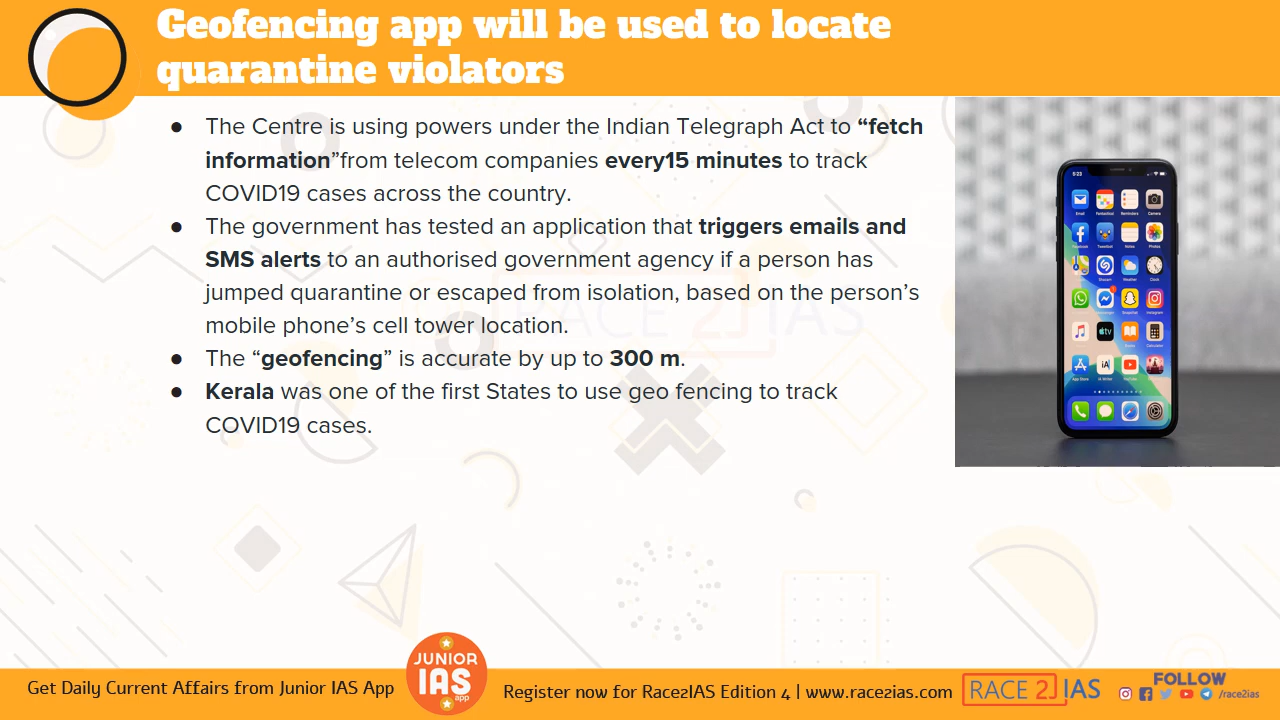 Geofencing app will be used to locate
quarantine violators
● The Centre is using powers under the Indian Telegraph Act to “fetch
information”from telecom companies every15 minutes to track
COVID19 cases across the country.
● The government has tested an application that triggers emails and
SMS alerts to an authorised government agency if a person has
jumped quarantine or escaped from isolation, based on the person’s
mobile phone’s cell tower location.
● The “geofencing” is accurate by up to 300 m.
● Kerala was one of the first States to use geo fencing to track
COVID19 cases.
RACE 2 IAS
5:23
Get Daily Current Affairs from Junior IAS App
JUNIOR
IAS
app
Register now for Race2IAS Edition 4 | www.race2ias.com
RACE 2 IAS
FOLLOW
/race2ias